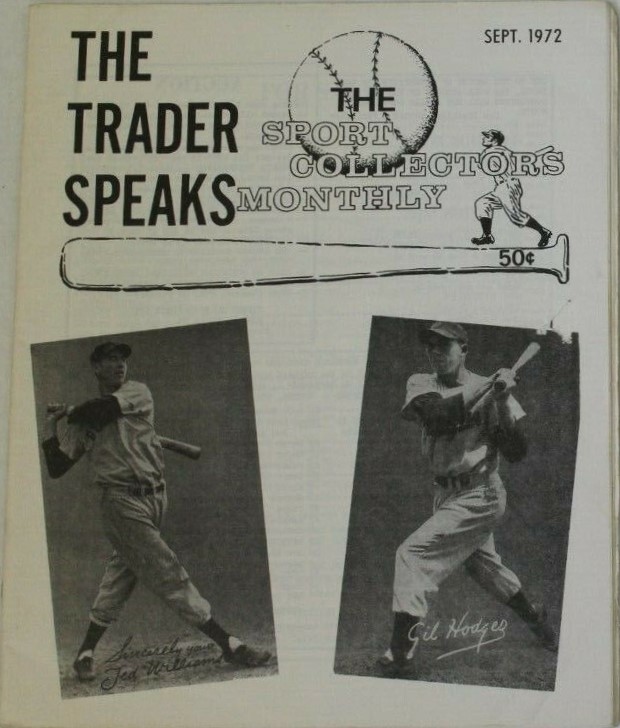 SEPT. 1972
THE
TRADER
SPEAKS
THE
SPORT
COLLECTORS
MONTHLY
50¢
Sincerely yours
Ted Williams
Gil Hodges